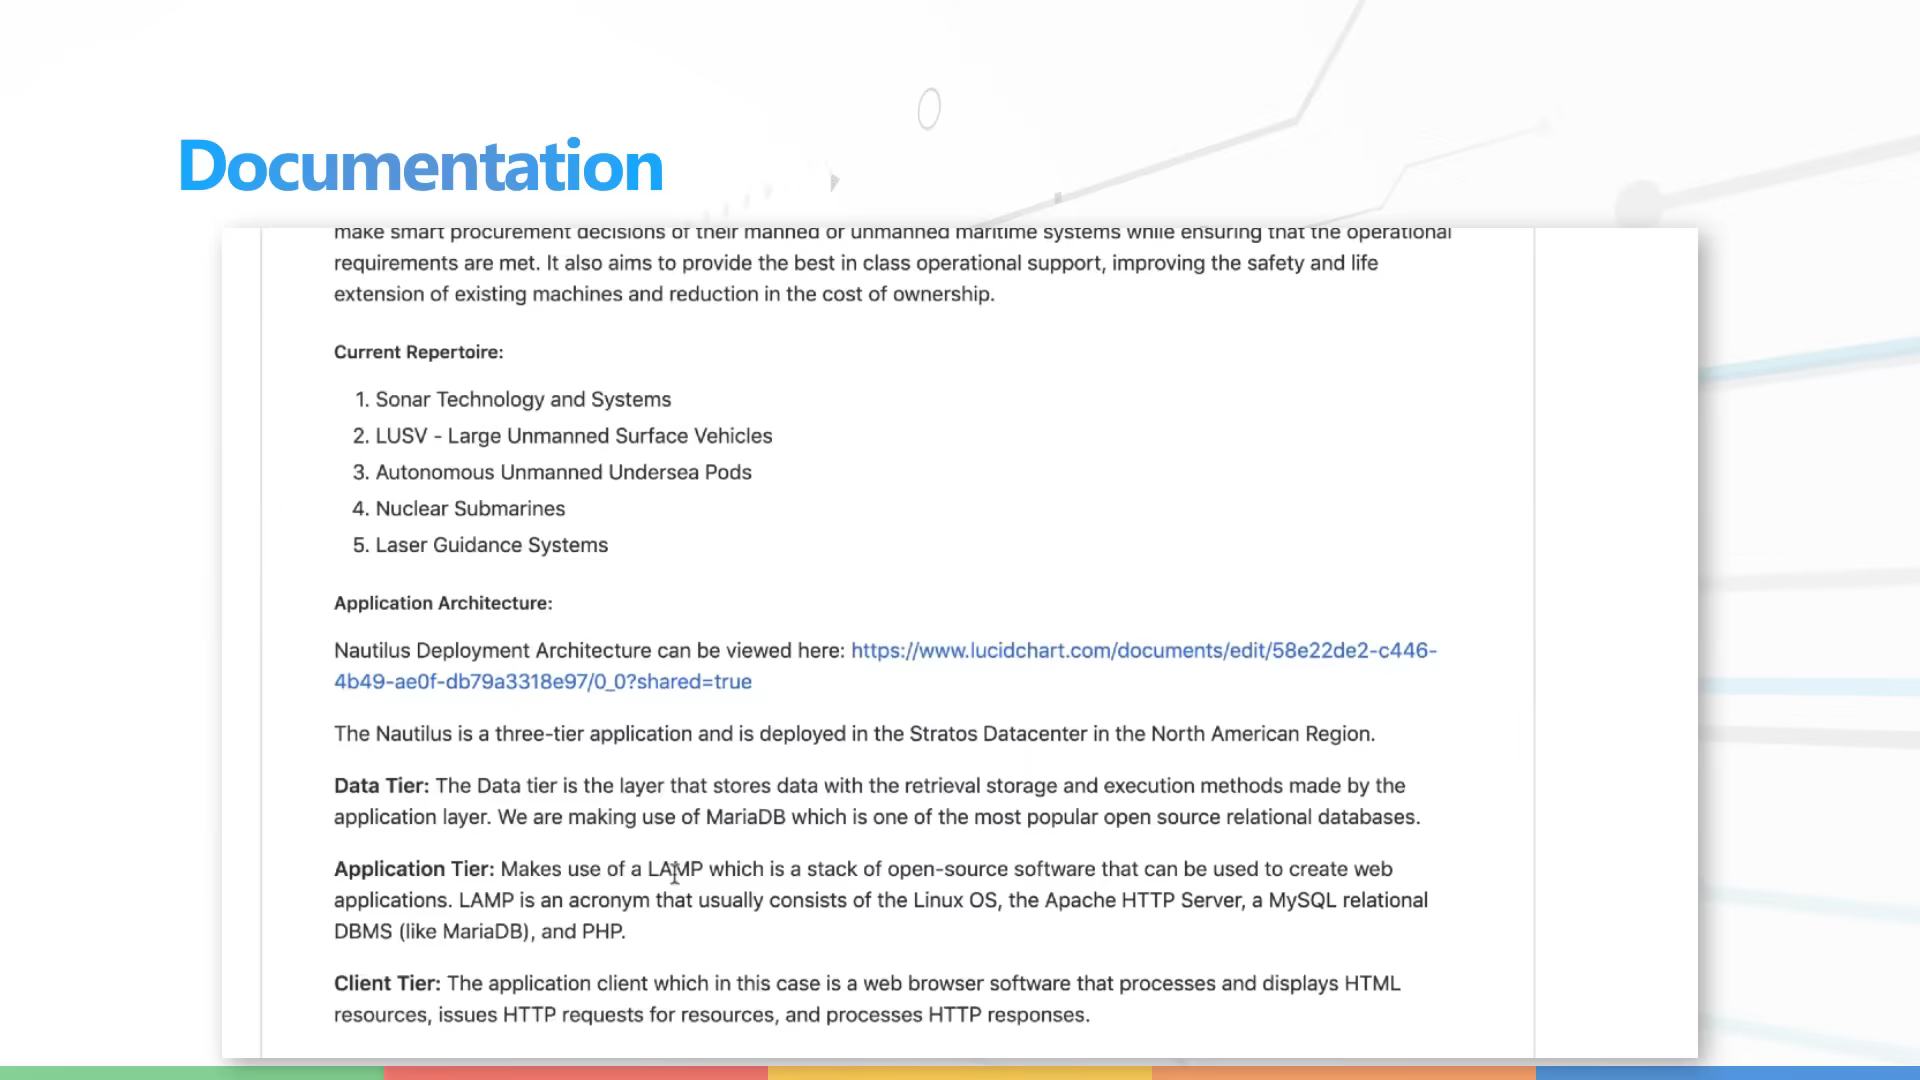 Documentation
make smart procurement decisions of their manned or unmanned maritime systems while ensuring that the operational
requirements are met. It also aims to provide the best in class operational support, improving the safety and life
extension of existing machines and reduction in the cost of ownership.
Current Repertoire:
1. Sonar Technology and Systems
2. LUSV - Large Unmanned Surface Vehicles
3. Autonomous Unmanned Undersea Pods
4. Nuclear Submarines
5. Laser Guidance Systems
Application Architecture:
Nautilus Deployment Architecture can be viewed here: https://www.lucidchart.com/documents/edit/58e22de2-c446-
4b49-ae0f-db79a3318e97/0_0?shared=true
The Nautilus is a three-tier application and is deployed in the Stratos Datacenter in the North American Region.
Data Tier: The Data tier is the layer that stores data with the retrieval storage and execution methods made by the
application layer. We are making use of MariaDB which is one of the most popular open source relational databases.
Application Tier: Makes use of a LAMP which is a stack of open-source software that can be used to create web
applications. LAMP is an acronym that usually consists of the Linux OS, the Apache HTTP Server, a MySQL relational
DBMS (like MariaDB), and PHP.
Client Tier: The application client which in this case is a web browser software that processes and displays HTML
resources, issues HTTP requests for resources, and processes HTTP responses.